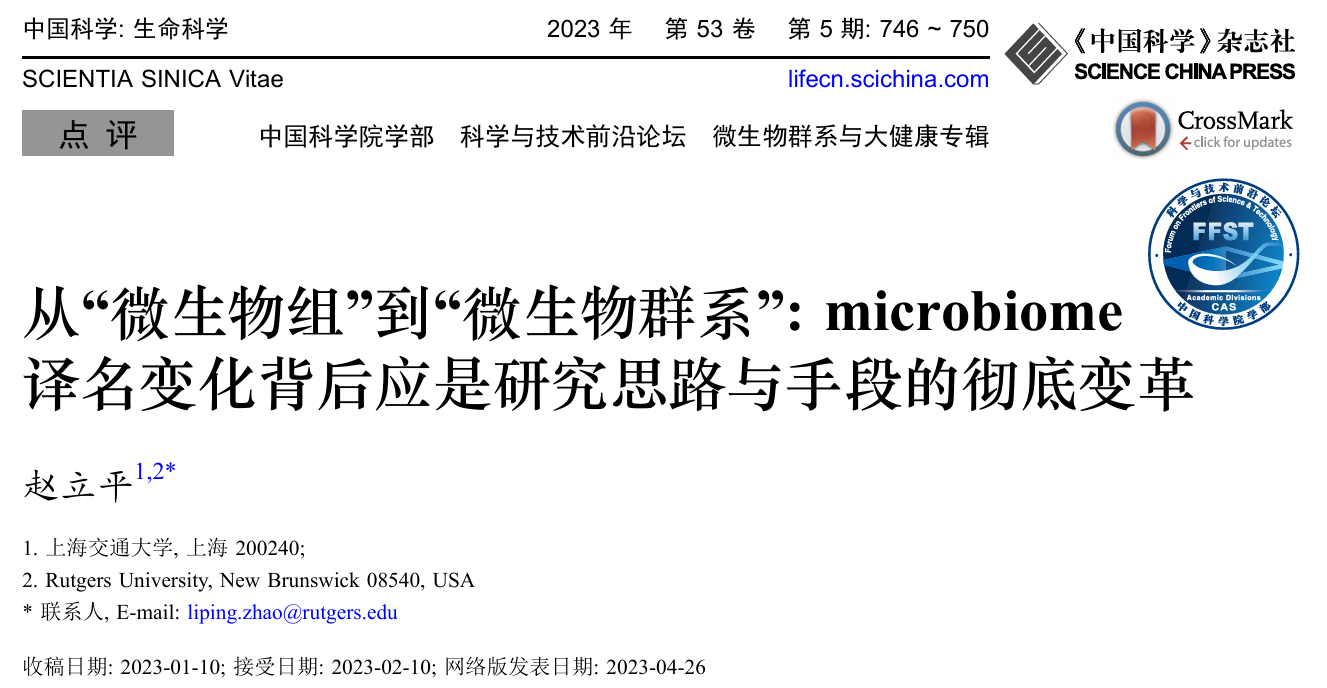 中国科学: 生命科学
2023 年 第 53 卷 第 5 期: 746 ~ 750
《中国科学》杂志社
SCIENCE CHINA PRESS
SCIENTIA SINICA Vitae
lifecn.scichina.com
点 评
中国科学院学部 科学与技术前沿论坛 微生物群系与大健康专辑
CrossMark
click for updates
科学与技术前沿论坛
Forum on Frontiers of Science & Technology
FFST
Academic Divisions
CAS
中国科学院学部
从“微生物组”到“微生物群系”: microbiome
译名变化背后应是研究思路与手段的彻底变革
赵立平1,2*
1. 上海交通大学, 上海 200240;
2. Rutgers University, New Brunswick 08540, USA
* 联系人, E-mail: liping.zhao@rutgers.edu
收稿日期: 2023-01-10; 接受日期: 2023-02-10; 网络版发表日期: 2023-04-26